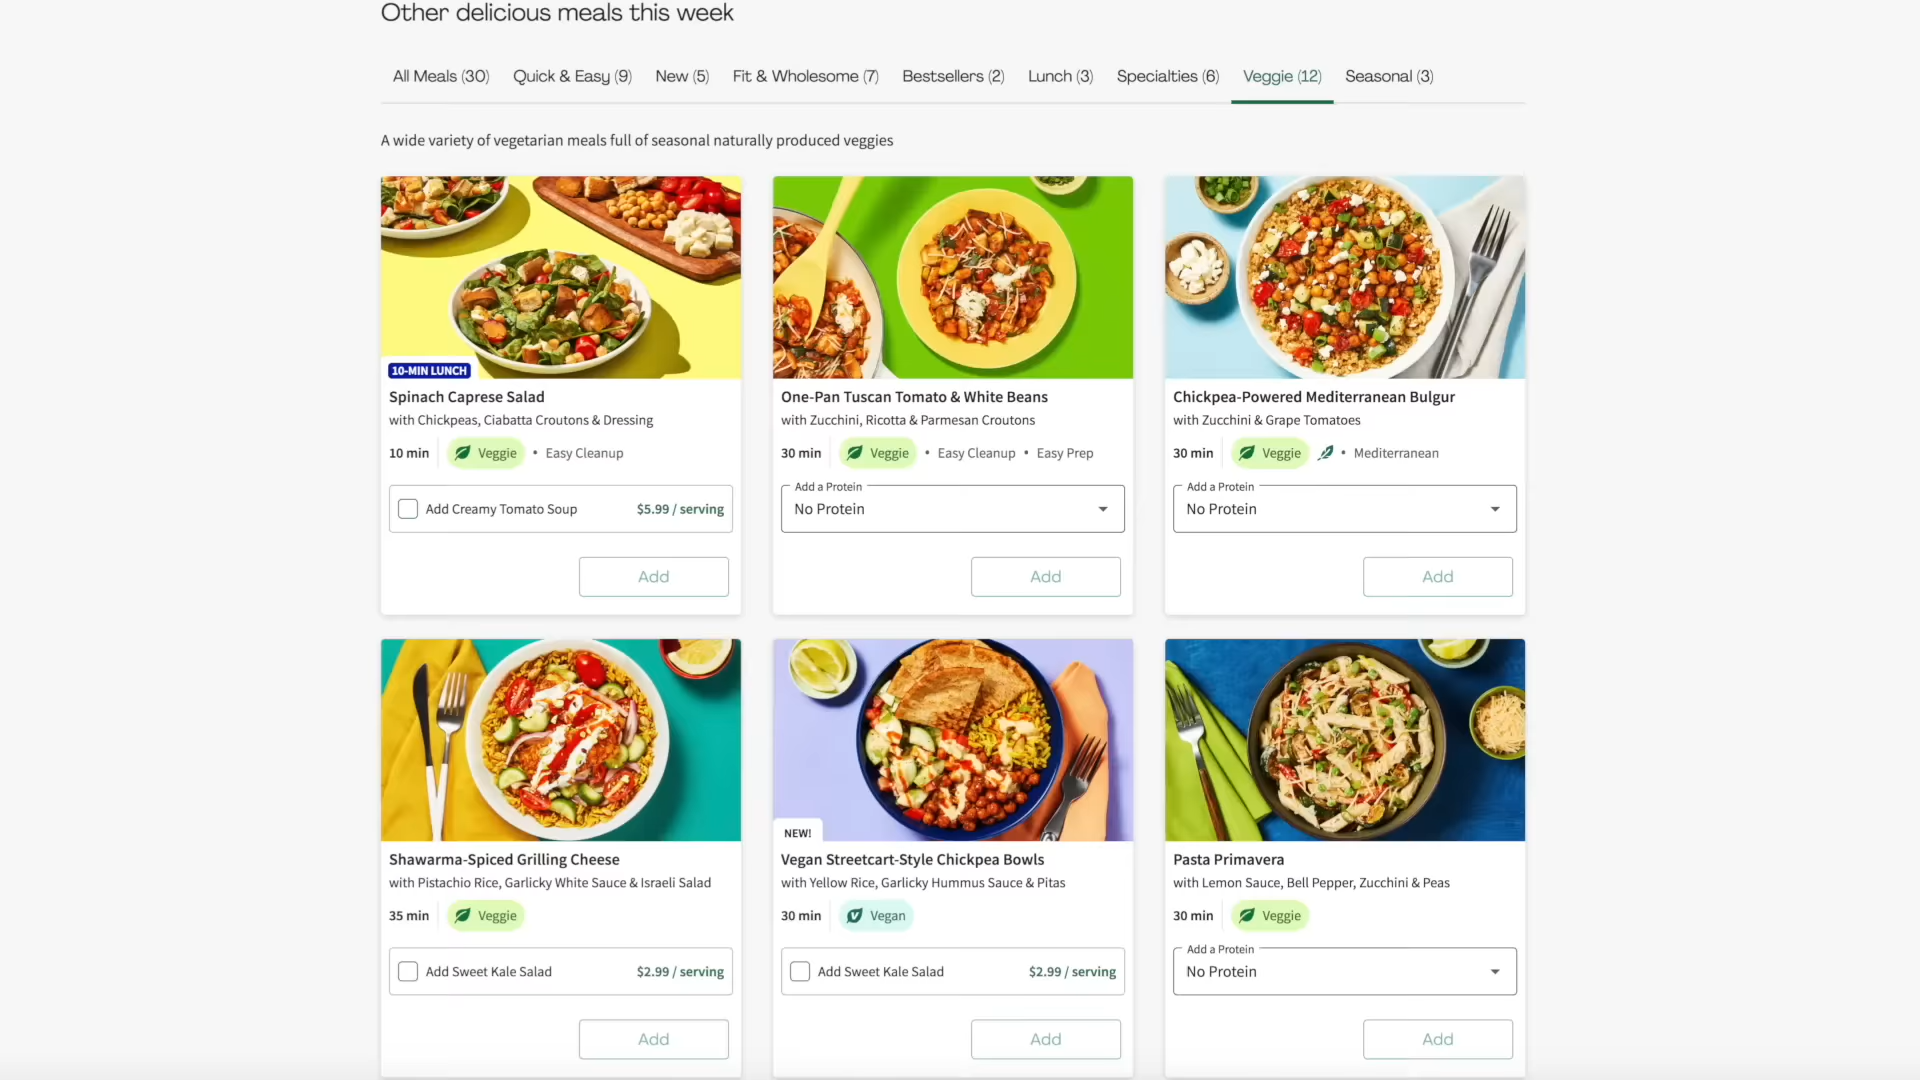 Other delicious meals this week
All Meals (30) Quick & Easy (9) New (5) Fit & Wholesome (7) Bestsellers (2) Lunch (3) Specialties (6) Veggie (12) Seasonal (3)
A wide variety of vegetarian meals full of seasonal naturally produced veggies
10-MIN LUNCH
Spinach Caprese Salad
with Chickpeas, Ciabatta Croutons & Dressing
10 min Veggie • Easy Cleanup
Add Creamy Tomato Soup $5.99 / serving
Add
One-Pan Tuscan Tomato & White Beans
with Zucchini, Ricotta & Parmesan Croutons
30 min Veggie • Easy Cleanup • Easy Prep
Add a Protein
No Protein
Add
Chickpea-Powered Mediterranean Bulgur
with Zucchini & Grape Tomatoes
30 min Veggie • Mediterranean
Add a Protein
No Protein
Add
Shawarma-Spiced Grilling Cheese
with Pistachio Rice, Garlicky White Sauce & Israeli Salad
35 min Veggie
Add Sweet Kale Salad $2.99 / serving
Add
NEW!
Vegan Streetcart-Style Chickpea Bowls
with Yellow Rice, Garlicky Hummus Sauce & Pitas
30 min Vegan
Add Sweet Kale Salad $2.99 / serving
Add
Pasta Primavera
with Lemon Sauce, Bell Pepper, Zucchini & Peas
30 min Veggie
Add a Protein
No Protein
Add